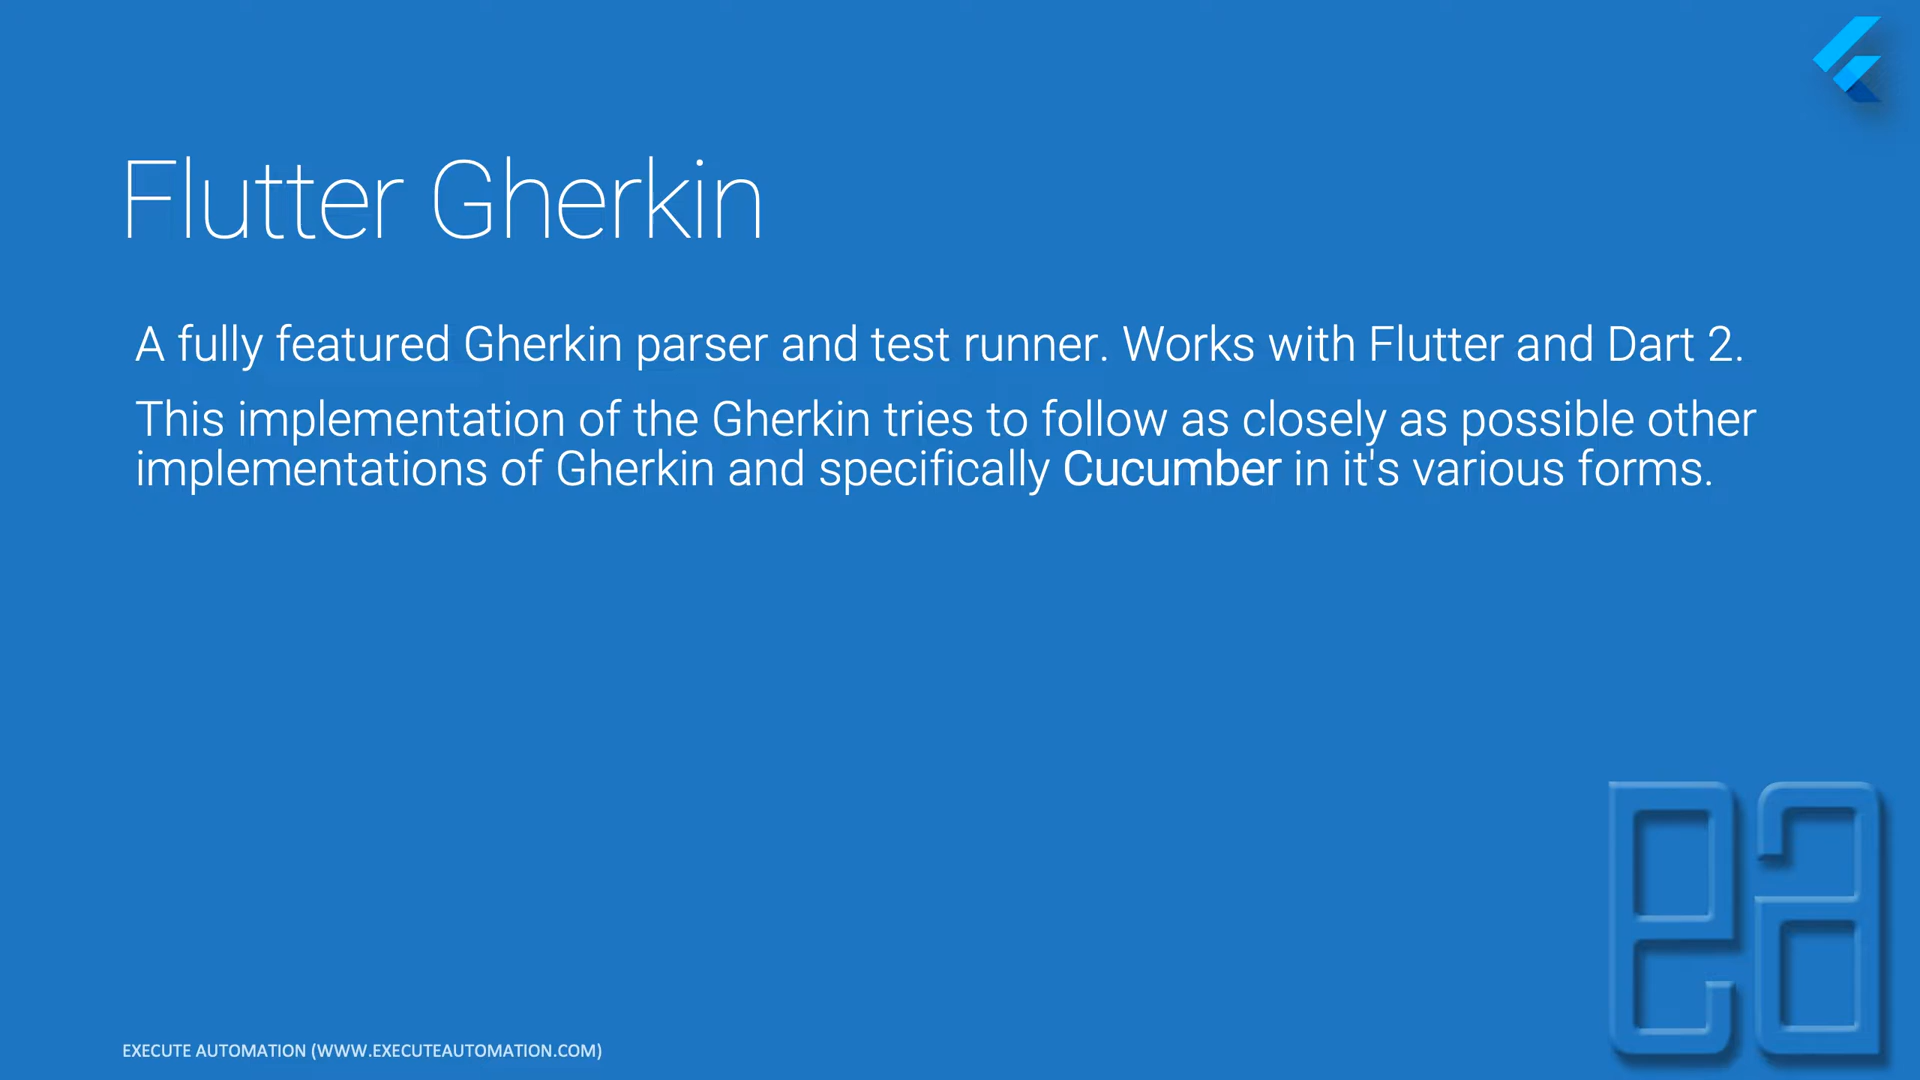 Flutter Gherkin
A fully featured Gherkin parser and test runner. Works with Flutter and Dart 2.
This implementation of the Gherkin tries to follow as closely as possible other
implementations of Gherkin and specifically Cucumber in it's various forms.
ea
EXECUTE AUTOMATION (WWW.EXECUTEAUTOMATION.COM)